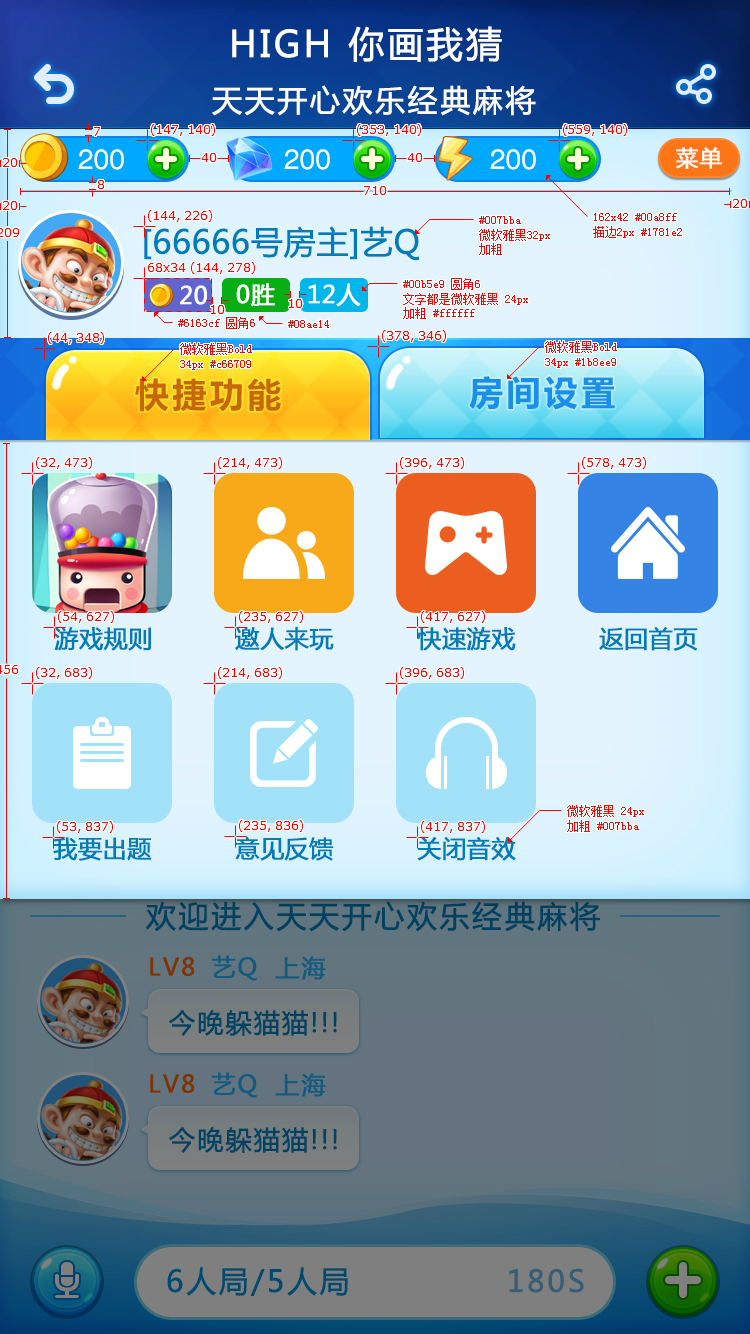 HIGH 你画我猜
天天开心欢乐经典麻将
7 (147, 140) (353, 140) (559, 140)
20 200 40 200 40 200 菜单
8 710
20 20
(144, 226) #007bba 162x42 #00a8ff
209 [66666号房主]艺Q 微软雅黑32px 描边2px #1781e2
加粗
68x34 (144, 278)
20 10 0胜 10 12人 #00b5e9 圆角6
文字都是微软雅黑 24px
加粗 #ffffff
#6163cf 圆角6 #08ae14
(44, 348) (378, 346)
微软雅黑Bold 微软雅黑Bold
34px #c66709 34px #1b8ee9
快捷功能 房间设置
(32, 473) (214, 473) (396, 473) (578, 473)
(54, 627) (235, 627) (417, 627)
游戏规则 邀人来玩 快速游戏 返回首页
456 (32, 683) (214, 683) (396, 683)
微软雅黑 24px
加粗 #007bba
(53, 837) (235, 836) (417, 837)
我要出题 意见反馈 关闭音效
欢迎进入天天开心欢乐经典麻将
LV8 艺Q 上海
今晚躲猫猫!!!
LV8 艺Q 上海
今晚躲猫猫!!!
6人局/5人局 180S